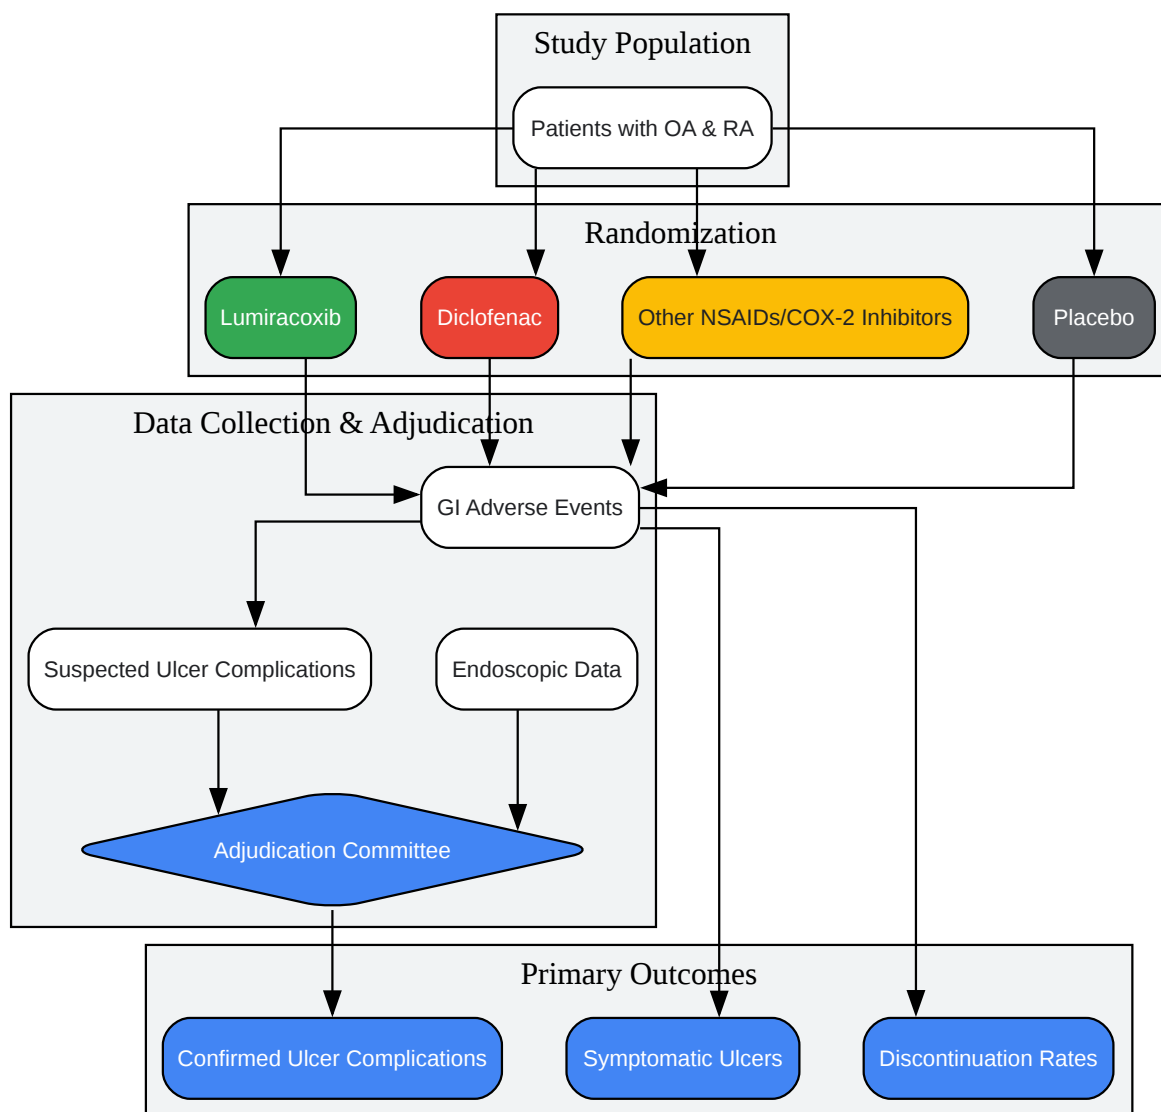 Study Population
Patients with OA & RA
Randomization
Lumiracoxib
Diclofenac
Other NSAIDs/COX-2 Inhibitors
Placebo
Data Collection & Adjudication
GI Adverse Events
Suspected Ulcer Complications
Endoscopic Data
Adjudication Committee
Primary Outcomes
Confirmed Ulcer Complications
Symptomatic Ulcers
Discontinuation Rates